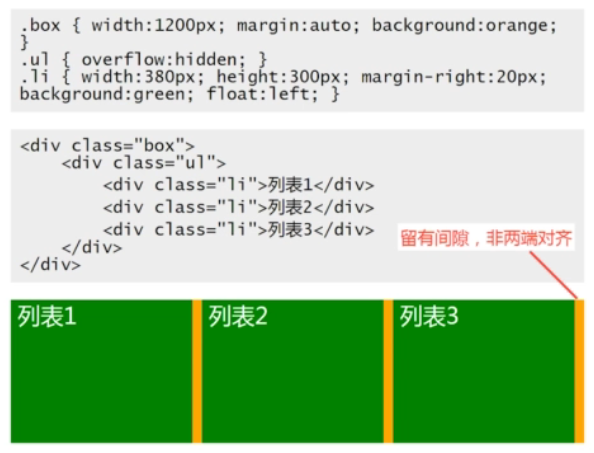 .box { width:1200px; margin:auto; background:orange;
}
.ul { overflow:hidden; }
.li { width:380px; height:300px; margin-right:20px;
background:green; float:left; }
<div class="box">
    <div class="ul">
        <div class="li">列表1</div>
        <div class="li">列表2</div>
        <div class="li">列表3</div>
    </div>
</div>
留有间隙，非两端对齐
列表1 列表2 列表3